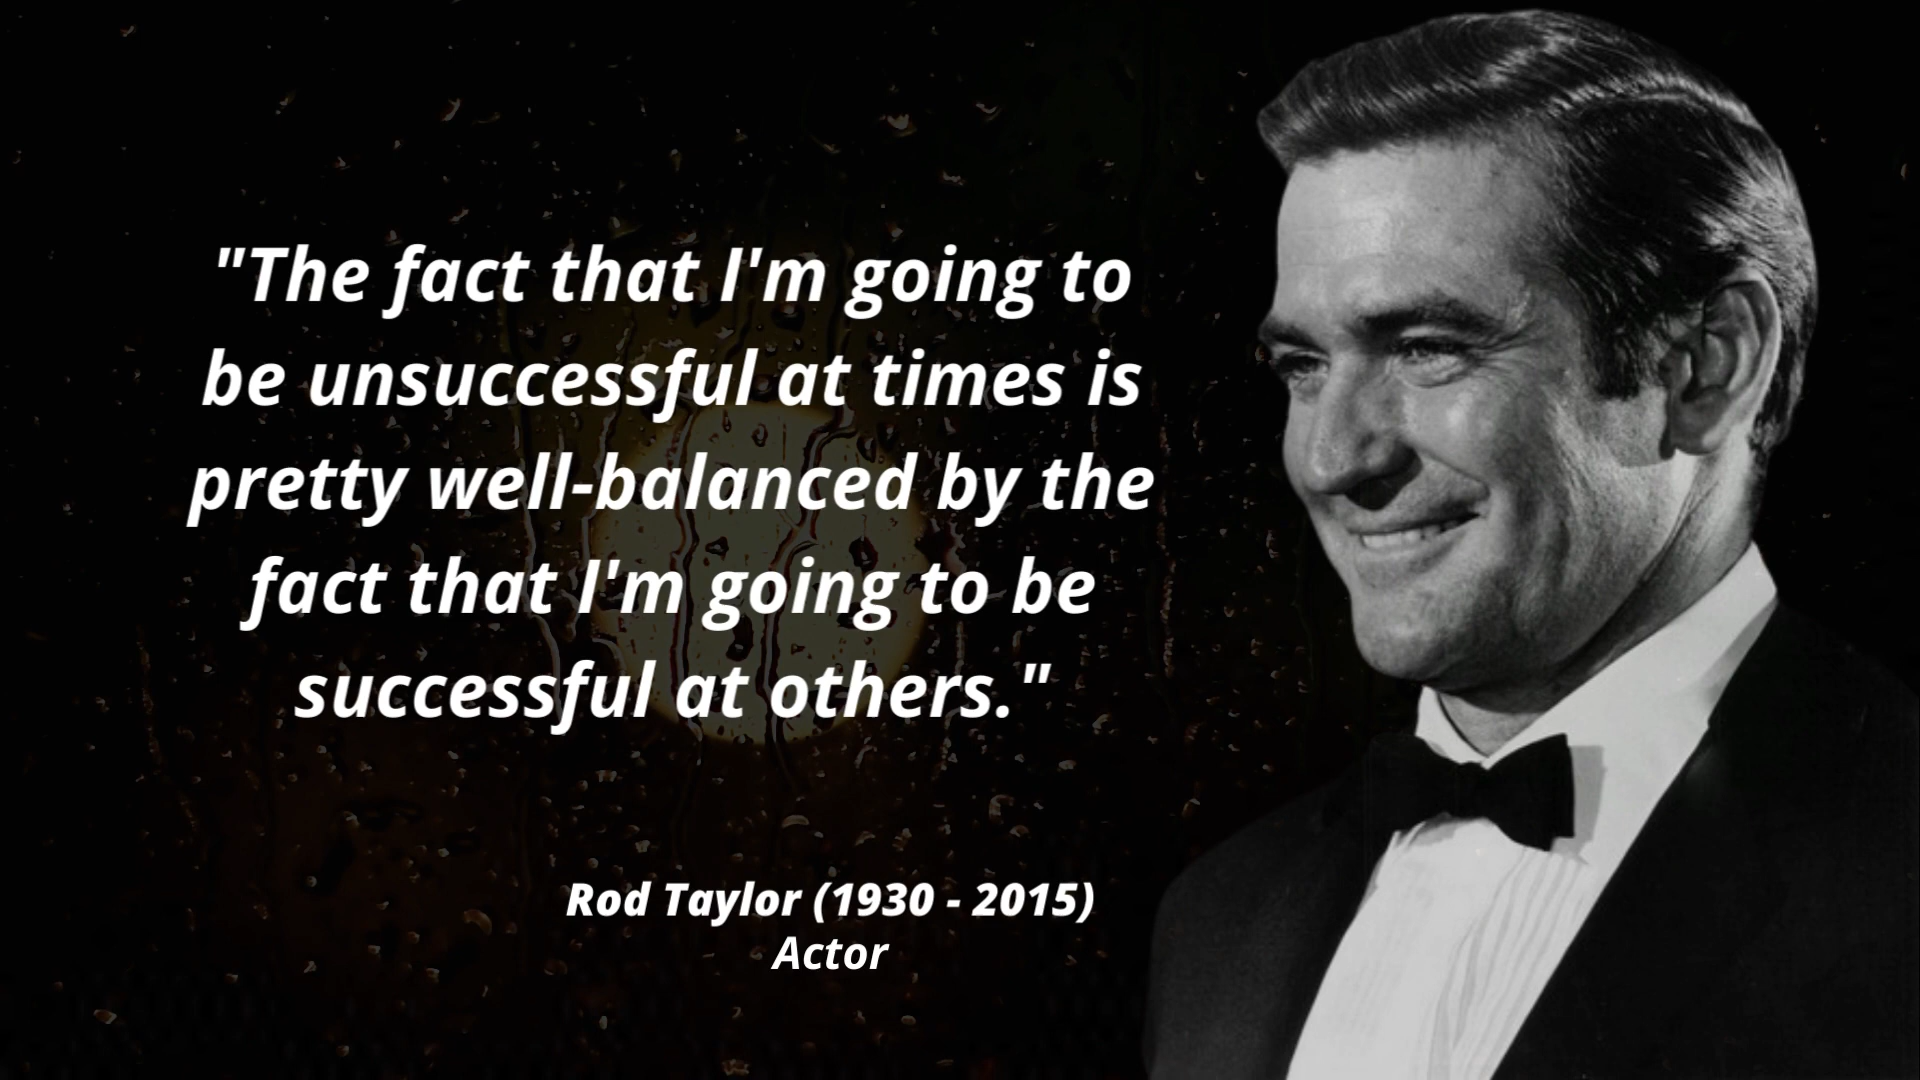 "The fact that I'm going to
be unsuccessful at times is
pretty well-balanced by the
fact that I'm going to be
successful at others."
Rod Taylor (1930 - 2015)
Actor